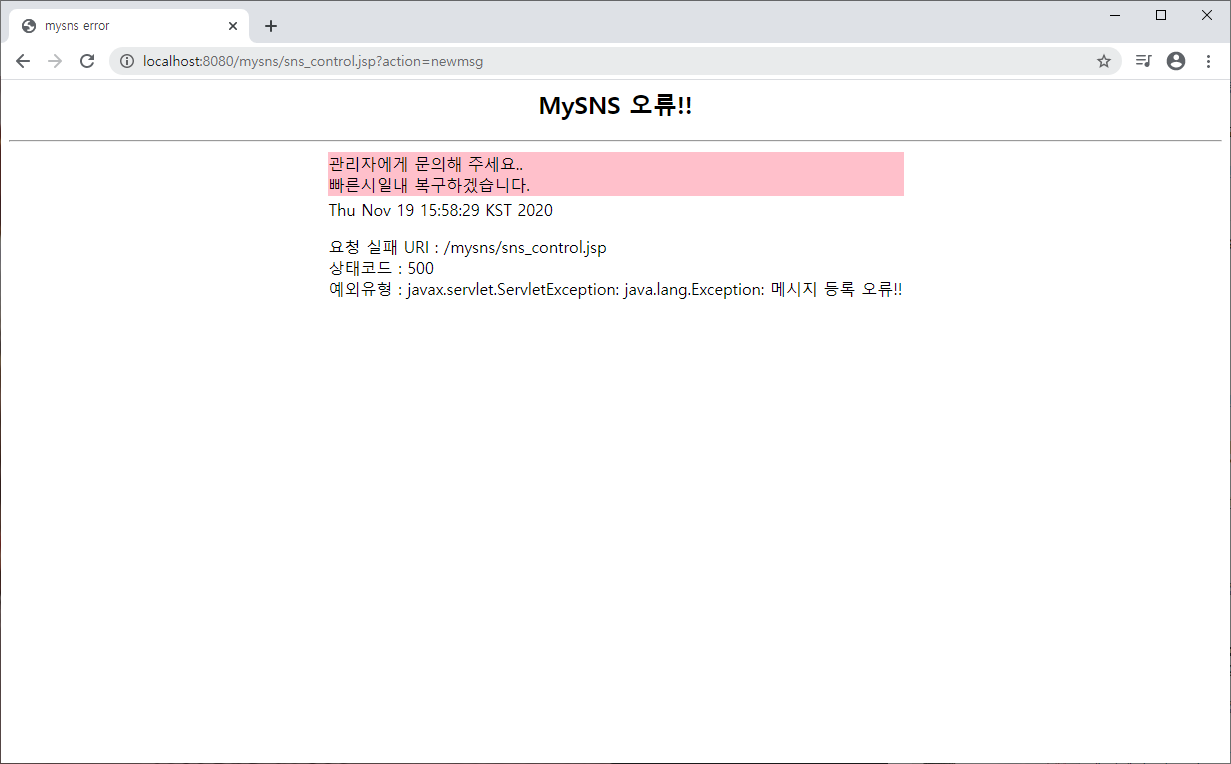 mysns error
localhost:8080/mysns/sns_control.jsp?action=newmsg
MySNS 오류!!
관리자에게 문의해 주세요..
빠른시일내 복구하겠습니다.
Thu Nov 19 15:58:29 KST 2020
요청 실패 URI : /mysns/sns_control.jsp
상태코드 : 500
예외유형 : javax.servlet.ServletException: java.lang.Exception: 메시지 등록 오류!!